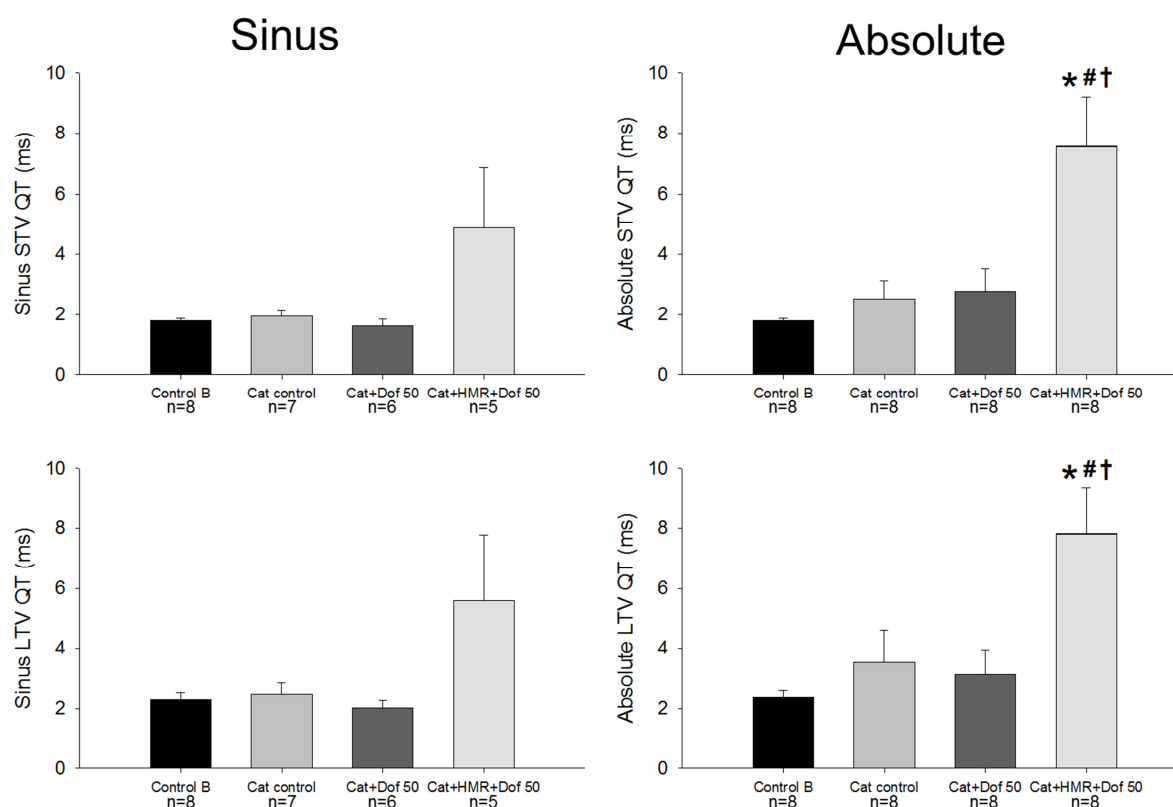 Sinus
Absolute
Sinus STV QT (ms)
10
8
6
4
2
0
Control B
n=8
Cat control
n=7
Cat+Dof 50
n=6
Cat+HMR+Dof 50
n=5
Absolute STV QT (ms)
10
8
6
4
2
0
*#†
Control B
n=8
Cat control
n=8
Cat+Dof 50
n=8
Cat+HMR+Dof 50
n=8
Sinus LTV QT (ms)
10
8
6
4
2
0
Control B
n=8
Cat control
n=7
Cat+Dof 50
n=6
Cat+HMR+Dof 50
n=5
Absolute LTV QT (ms)
10
8
6
4
2
0
*#†
Control B
n=8
Cat control
n=8
Cat+Dof 50
n=8
Cat+HMR+Dof 50
n=8